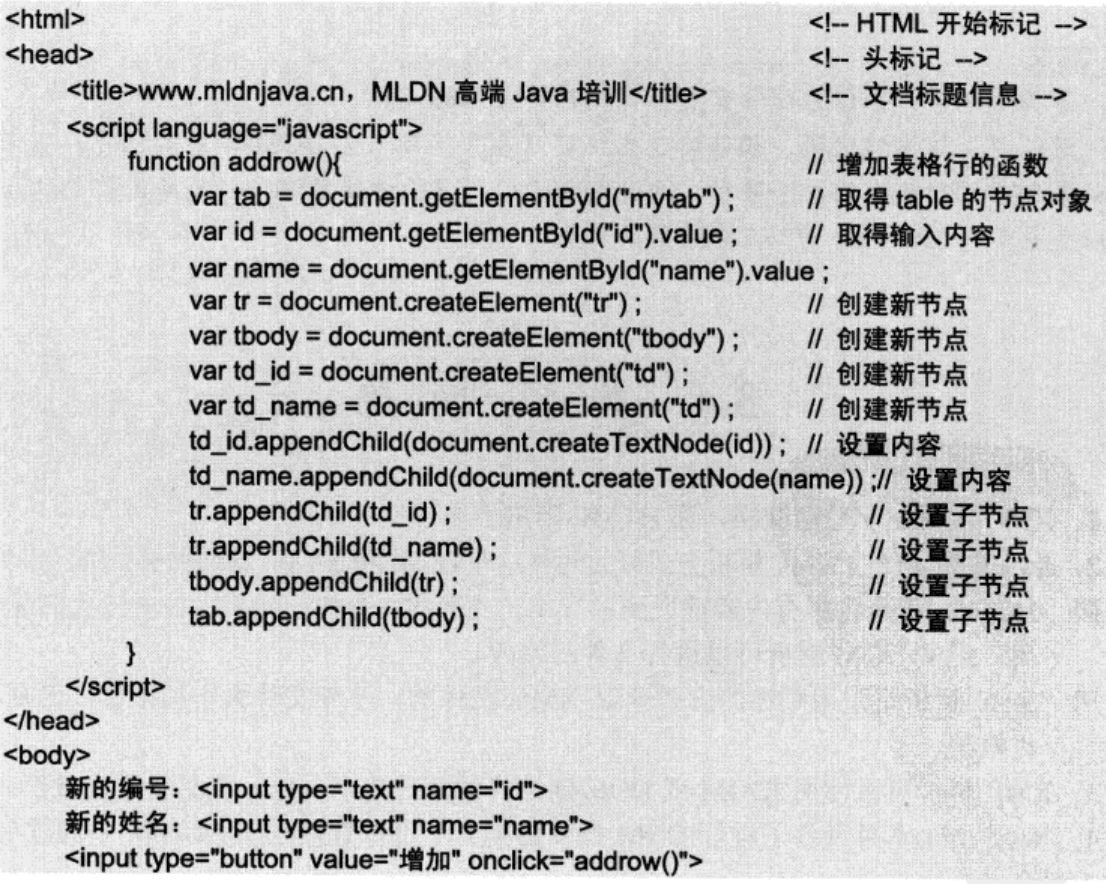 <html> <!-- HTML 开始标记 -->
<head> <!-- 头标记 -->
<title>www.mldnjava.cn，MLDN 高端 Java 培训</title> <!-- 文档标题信息 -->
<script language="javascript">
function addrow(){ // 增加表格行的函数
var tab = document.getElementById("mytab") ; // 取得 table 的节点对象
var id = document.getElementById("id").value ; // 取得输入内容
var name = document.getElementById("name").value ;
var tr = document.createElement("tr") ; // 创建新节点
var tbody = document.createElement("tbody") ; // 创建新节点
var td_id = document.createElement("td") ; // 创建新节点
var td_name = document.createElement("td") ; // 创建新节点
td_id.appendChild(document.createTextNode(id)) ; // 设置内容
td_name.appendChild(document.createTextNode(name)) ;// 设置内容
tr.appendChild(td_id) ; // 设置子节点
tr.appendChild(td_name) ; // 设置子节点
tbody.appendChild(tr) ; // 设置子节点
tab.appendChild(tbody) ; // 设置子节点
}
</script>
</head>
<body>
新的编号：<input type="text" name="id">
新的姓名：<input type="text" name="name">
<input type="button" value="增加" onclick="addrow()">